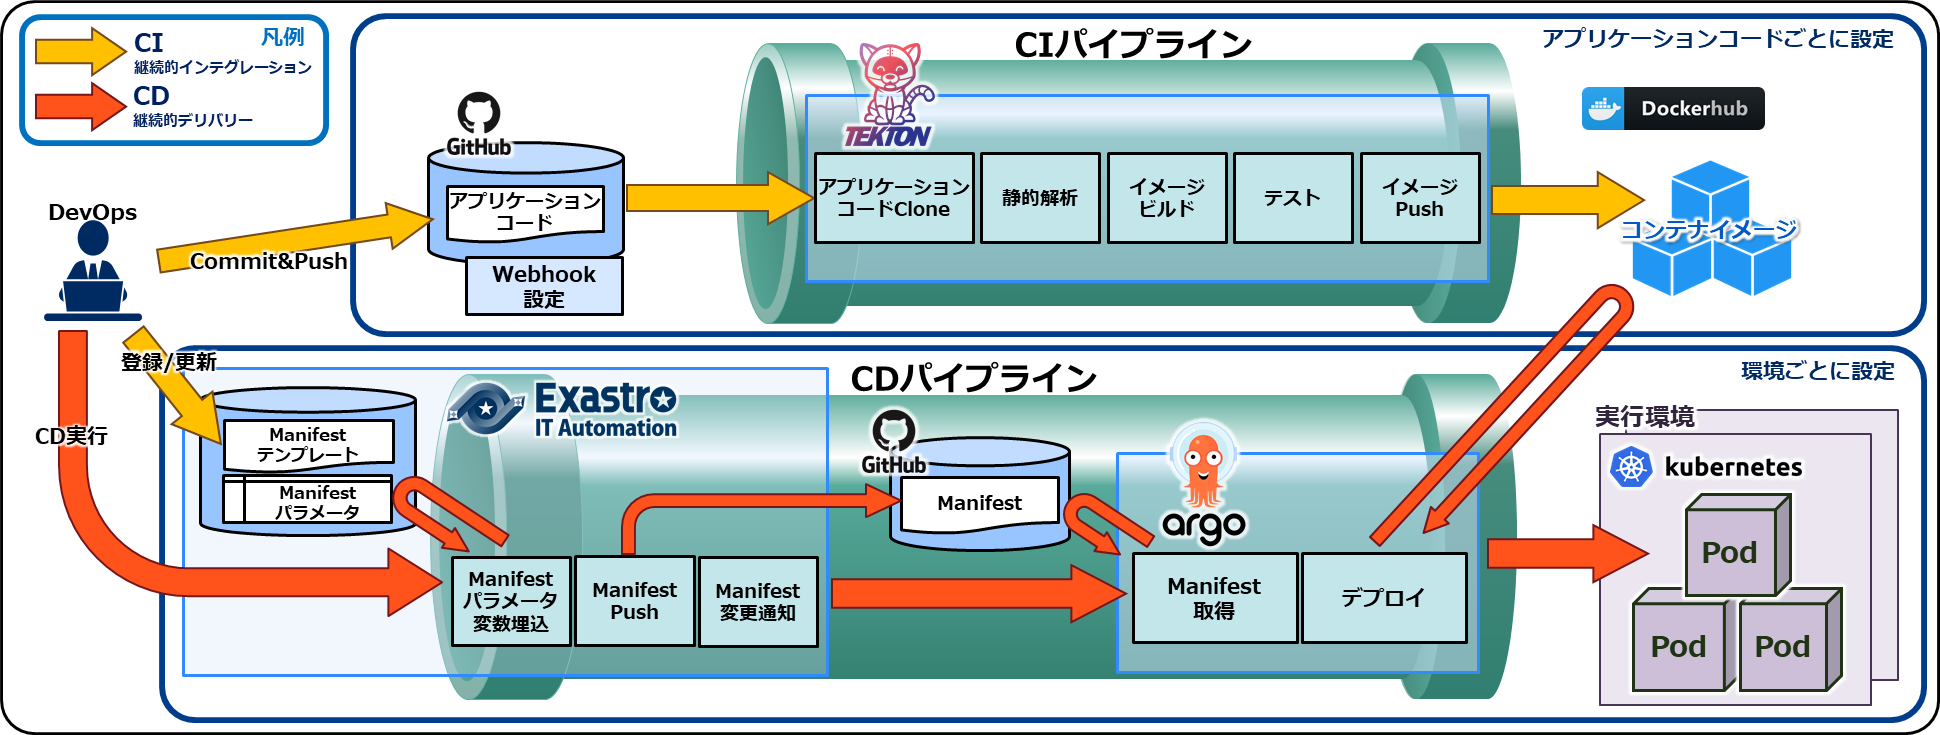 凡例
CI
継続的インテグレーション
CD
継続的デリバリー
CIパイプライン
アプリケーションコードごとに設定
DevOps
Commit&Push
GitHub
アプリケーション
コード
Webhook
設定
TEKTON
アプリケーション
コードClone
静的解析
イメージ
ビルド
テスト
イメージ
Push
Dockerhub
コンテナイメージ
登録/更新
CD実行
CDパイプライン
環境ごとに設定
Manifest
テンプレート
Manifest
パラメータ
Exastro
IT Automation
Manifest
パラメータ
変数埋込
Manifest
Push
Manifest
変更通知
GitHub
Manifest
argo
Manifest
取得
デプロイ
実行環境
kubernetes
Pod
Pod
Pod